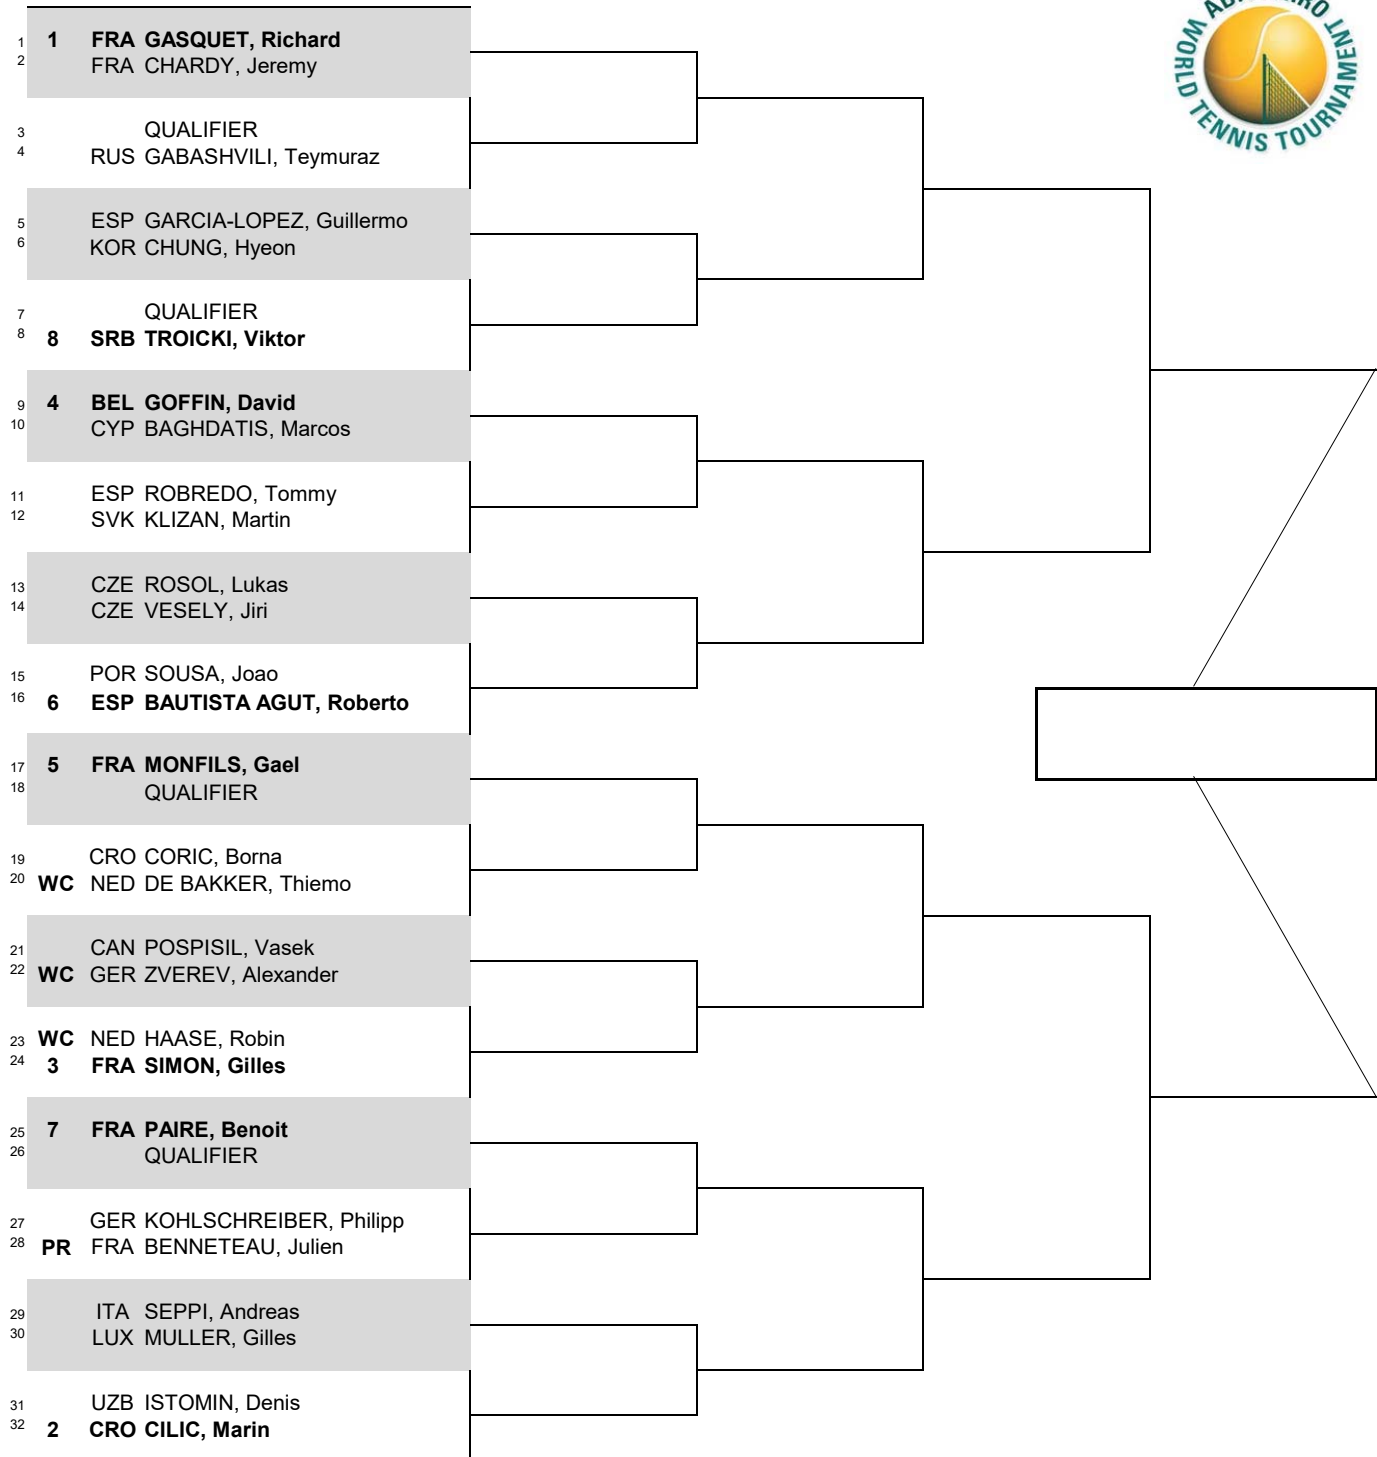 WORLD TENNIS TOURNAMENT
1 1 FRA GASQUET, Richard
2 FRA CHARDY, Jeremy
3 QUALIFIER
4 RUS GABASHVILI, Teymuraz
5 ESP GARCIA-LOPEZ, Guillermo
6 KOR CHUNG, Hyeon
7 QUALIFIER
8 8 SRB TROICKI, Viktor
9 4 BEL GOFFIN, David
10 CYP BAGHDATIS, Marcos
11 ESP ROBREDO, Tommy
12 SVK KLIZAN, Martin
13 CZE ROSOL, Lukas
14 CZE VESELY, Jiri
15 POR SOUSA, Joao
16 6 ESP BAUTISTA AGUT, Roberto
17 5 FRA MONFILS, Gael
18 QUALIFIER
19 CRO CORIC, Borna
20 WC NED DE BAKKER, Thiemo
21 CAN POSPISIL, Vasek
22 WC GER ZVEREV, Alexander
23 WC NED HAASE, Robin
24 3 FRA SIMON, Gilles
25 7 FRA PAIRE, Benoit
26 QUALIFIER
27 GER KOHLSCHREIBER, Philipp
28 PR FRA BENNETEAU, Julien
29 ITA SEPPI, Andreas
30 LUX MULLER, Gilles
31 UZB ISTOMIN, Denis
32 2 CRO CILIC, Marin